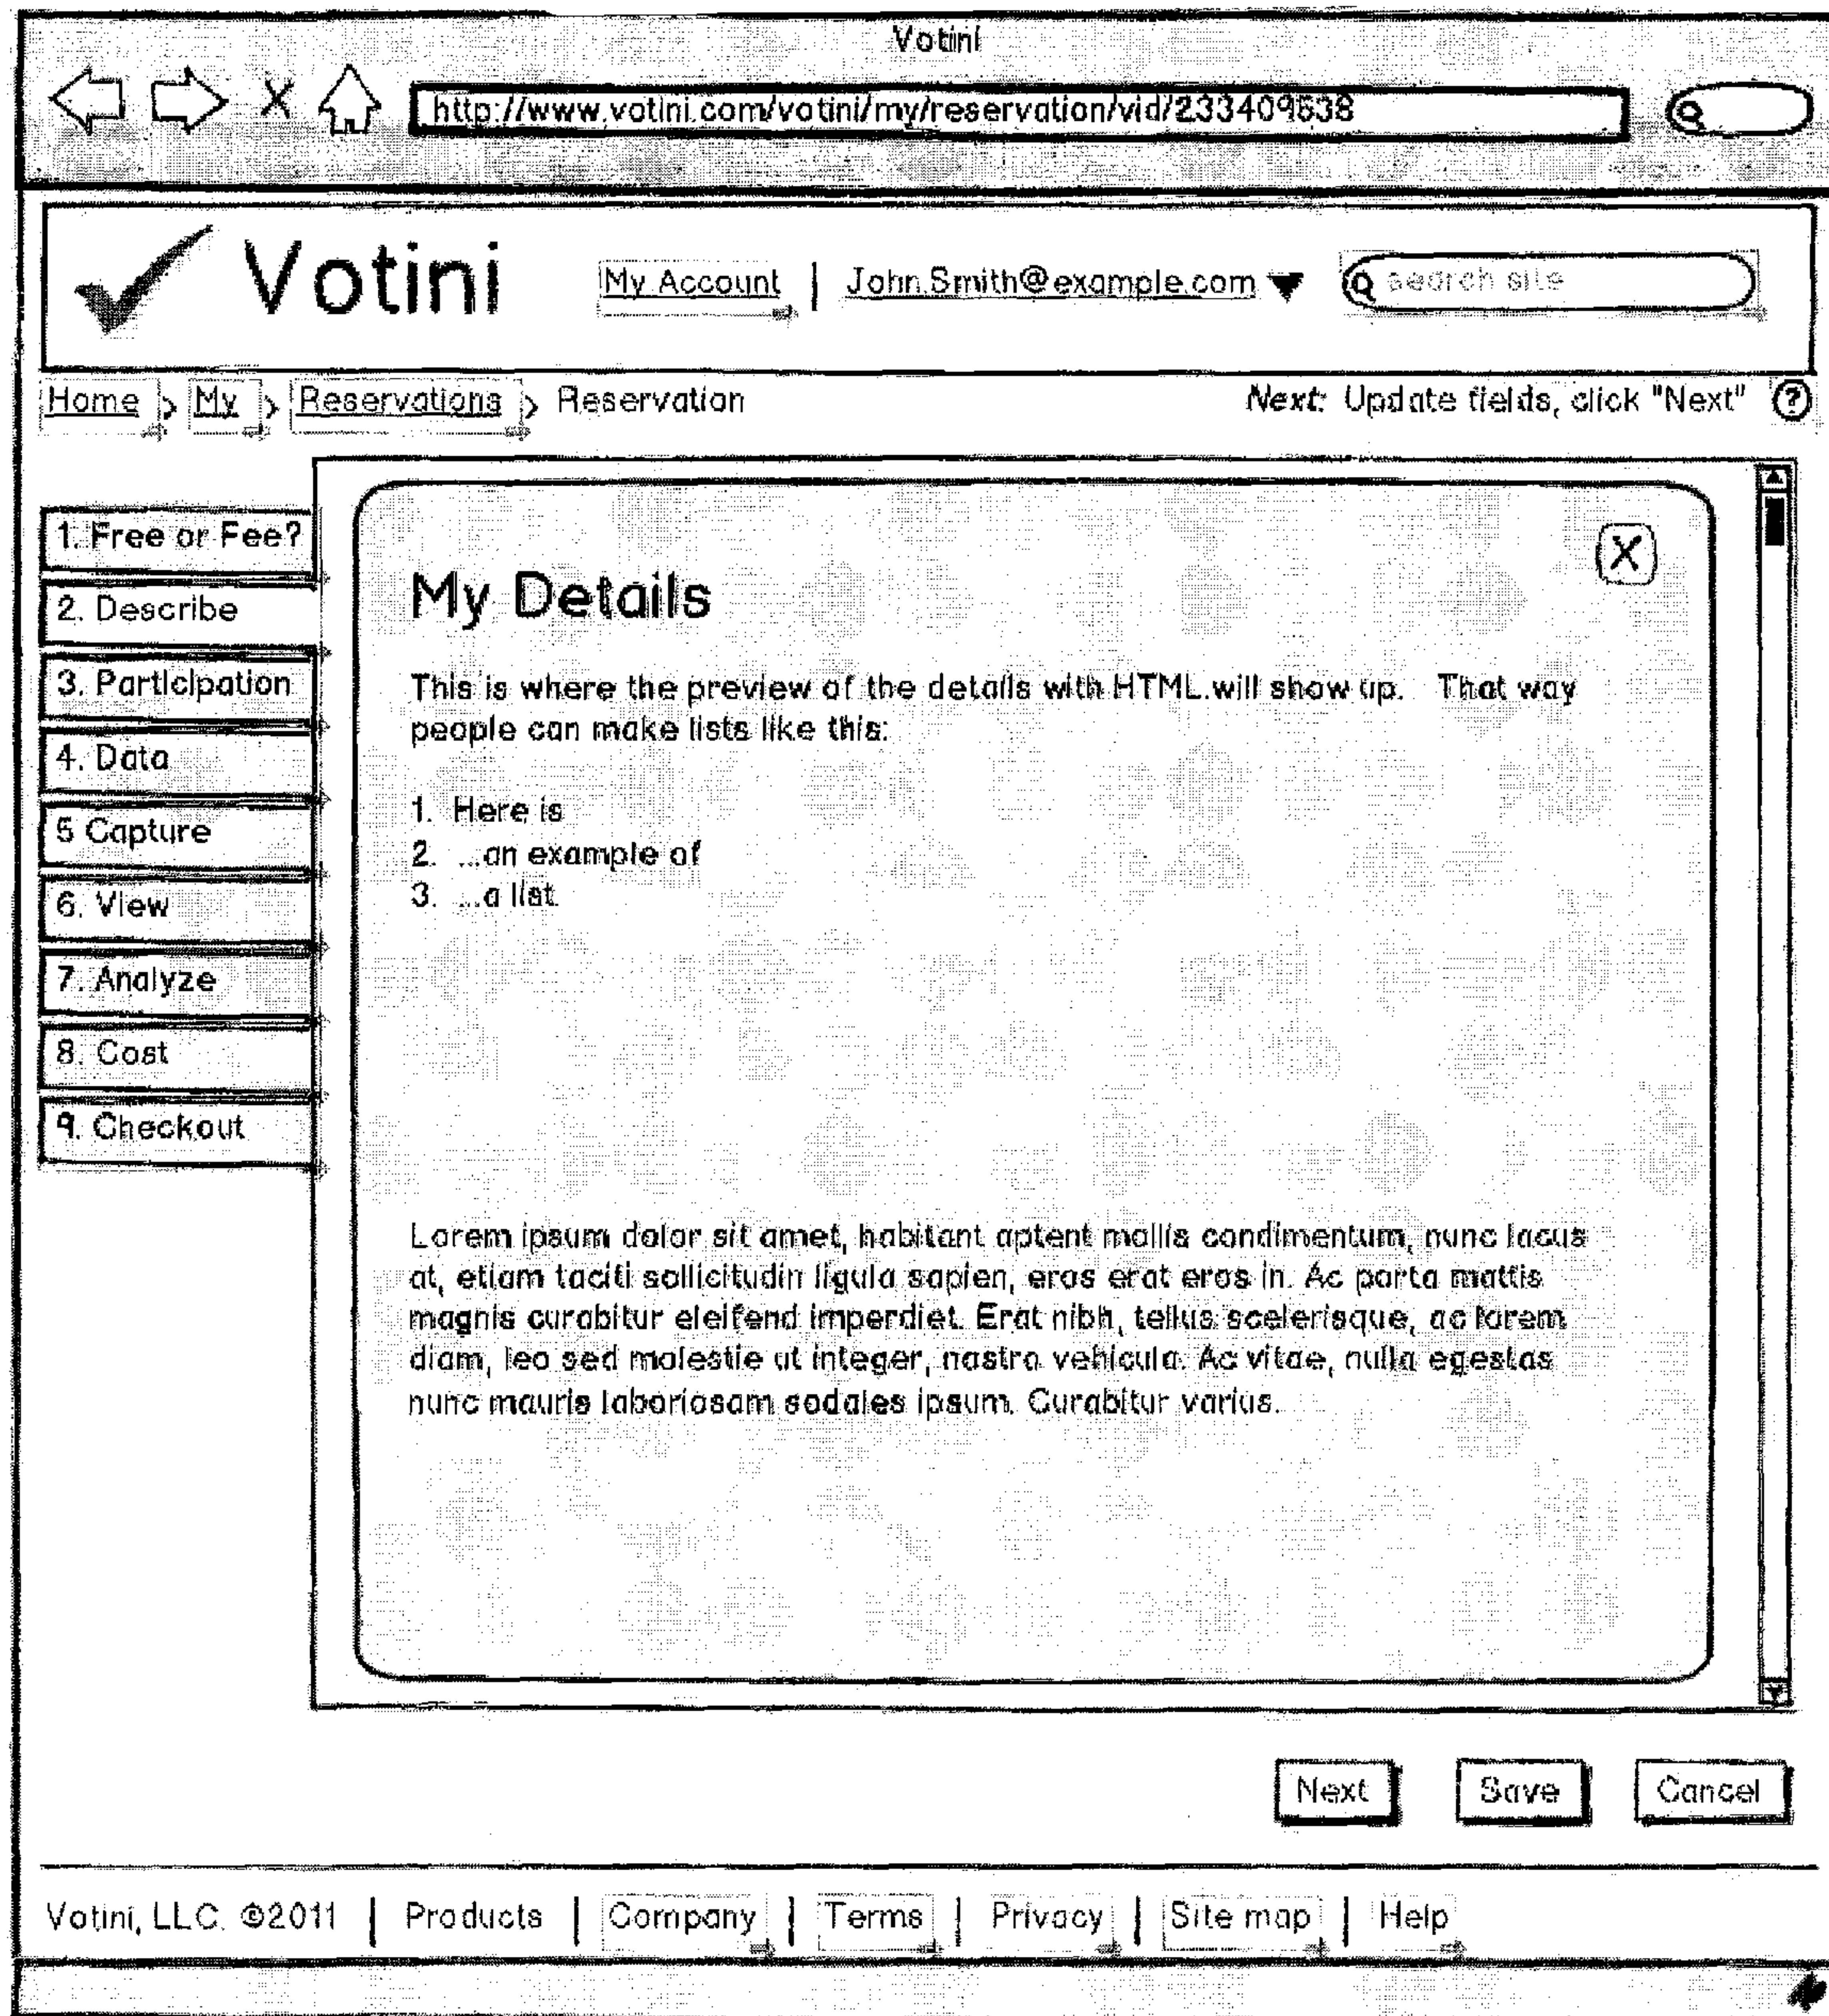 Votini
http://www.votini.com/votini/my/reservation/vid/233409538
Votini
My Account | John.Smith@example.com
search site
Home > My > Reservations > Reservation
Next: Update fields, click "Next" ?
1. Free or Fee?
2. Describe
3. Participation
4. Data
5 Capture
6. View
7. Analyze
8. Cost
9. Checkout
X
My Details
This is where the preview of the details with HTML will show up. That way
people can make lists like this:
1. Here is
2. ...an example of
3. ...a list.
Lorem ipsum dolor sit amet, habitant aptent mollis condimentum, nunc lacus
at, etiam taciti sollicitudin ligula sapien, eros erat eros in. Ac porta mattis
magnis curabitur eleifend imperdiet. Erat nibh, tellus scelerisque, ac lorem
diam, leo sed molestie ut integer, nostra vehicula. Ac vitae, nulla egestas
nunc mauris laboriosam sodales ipsum. Curabitur varius.
Next Save Cancel
Votini, LLC. ©2011 | Products | Company | Terms | Privacy | Site map | Help